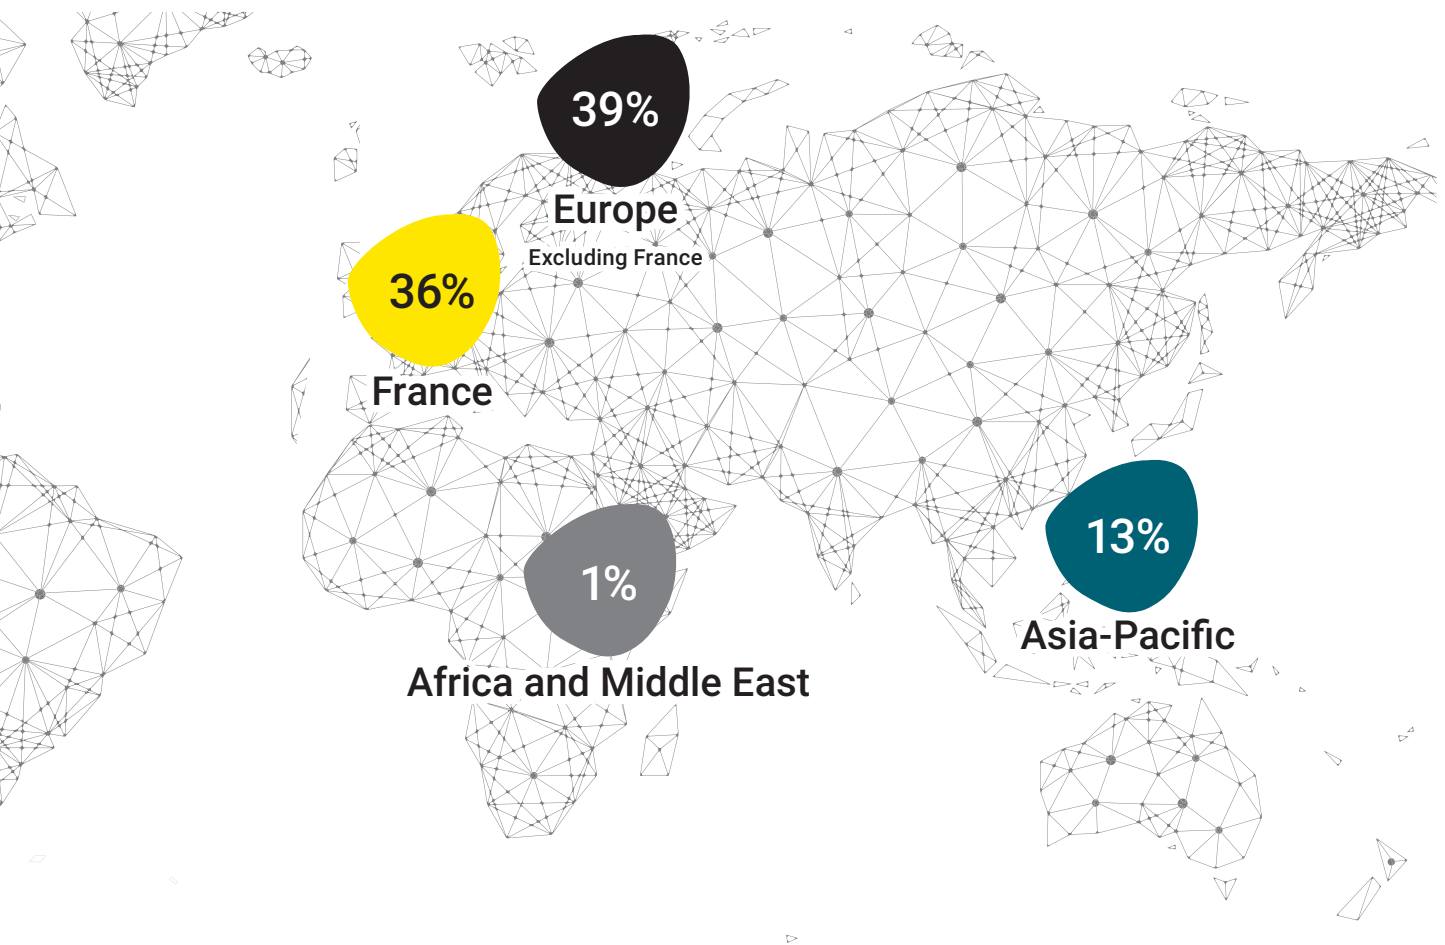 39%
Europe
Excluding France
36%
France
13%
Asia-Pacific
1%
Africa and Middle East